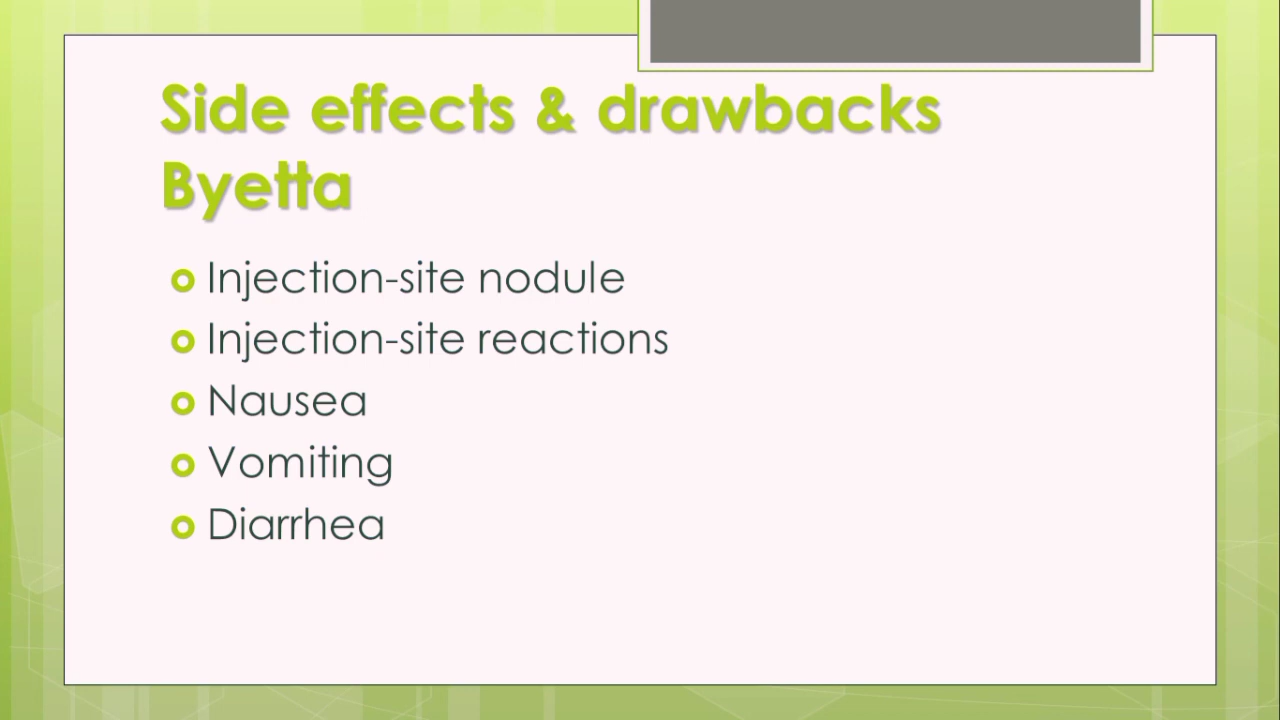 Side effects & drawbacks
Byetta
Injection-site nodule
Injection-site reactions
Nausea
Vomiting
Diarrhea